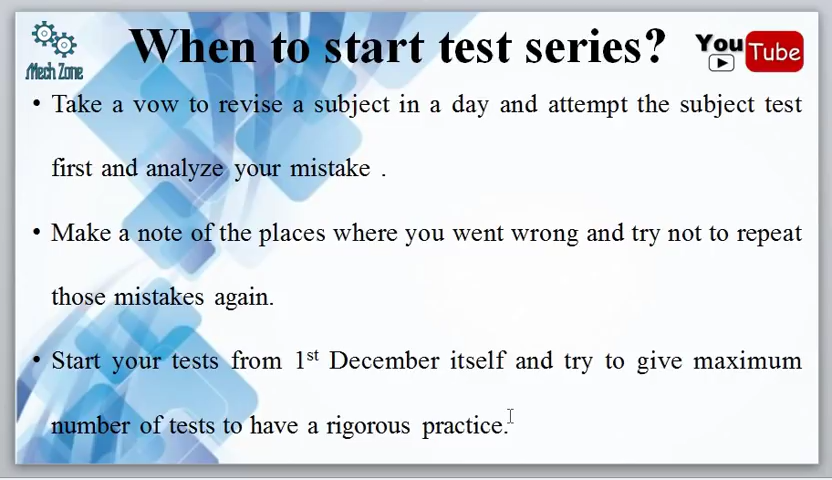 When to start test series?
Mech Zone
You Tube
• Take a vow to revise a subject in a day and attempt the subject test
first and analyze your mistake .
• Make a note of the places where you went wrong and try not to repeat
those mistakes again.
• Start your tests from 1st December itself and try to give maximum
number of tests to have a rigorous practice.